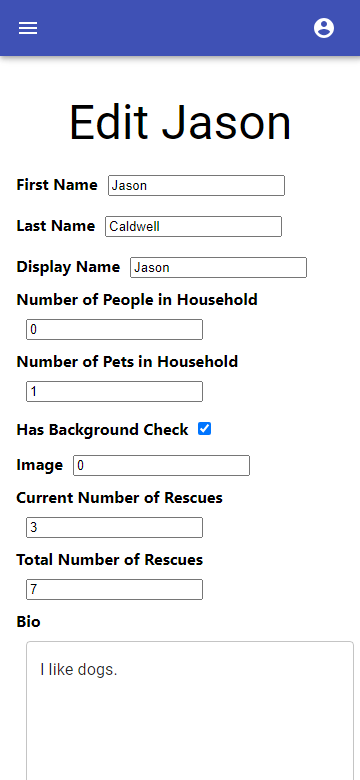 Edit Jason
First Name Jason
Last Name Caldwell
Display Name Jason
Number of People in Household
0
Number of Pets in Household
1
Has Background Check
Image 0
Current Number of Rescues
3
Total Number of Rescues
7
Bio
I like dogs.